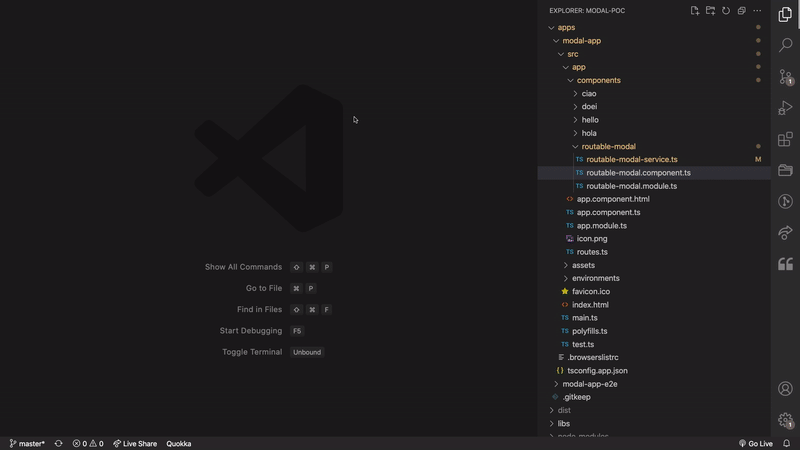 EXPLORER: MODAL-POC
apps
modal-app
src
app
components
ciao
doei
hello
hola
routable-modal
TS routable-modal-service.ts M
TS routable-modal.component.ts
TS routable-modal.module.ts
<> app.component.html
TS app.component.ts
TS app.module.ts
icon.png
TS routes.ts
assets
environments
favicon.ico
<> index.html
TS main.ts
TS polyfills.ts
TS test.ts
.browserslistrc
{} tsconfig.app.json
modal-app-e2e
.gitkeep
dist
libs
node_modules
1
1
Show All Commands ⇧ ⌘ P
Go to File ⌘ P
Find in Files ⇧ ⌘ F
Start Debugging F5
Toggle Terminal Unbound
master* 0 0 Live Share Quokka Go Live